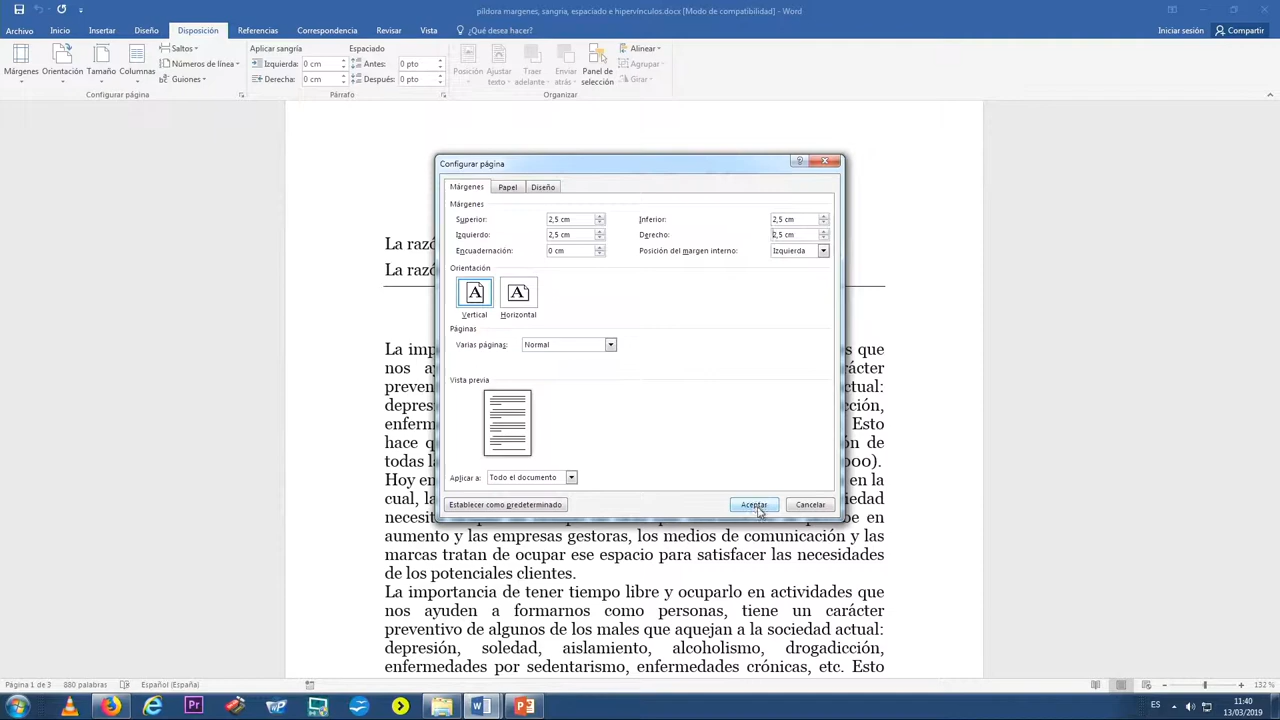 píldora margenes, sangria, espaciado e hipervínculos.docx [Modo de compatibilidad] - Word
Archivo Inicio Insertar Diseño Disposición Referencias Correspondencia Revisar Vista ¿Qué desea hacer? Iniciar sesión Compartir
Márgenes Orientación Tamaño Columnas
Saltos
Números de línea
Guiones
Configurar página
Aplicar sangría Espaciado
Izquierda: 0 cm Antes: 0 pto
Derecha: 0 cm Después: 0 pto
Párrafo
Posición Ajustar texto Traer adelante Enviar atrás Panel de selección
Alinear
Agrupar
Girar
Organizar
Configurar página
Márgenes Papel Diseño
Márgenes
Superior: 2,5 cm Inferior: 2,5 cm
Izquierdo: 2,5 cm Derecho: 2,5 cm
Encuadernación: 0 cm Posición del margen interno: Izquierda
Orientación
Vertical Horizontal
Páginas
Varias páginas: Normal
Vista previa
Aplicar a: Todo el documento
Establecer como predeterminado Aceptar Cancelar
La razó
La razó
La imp s que
nos a rácter
preven ctual:
depres cción,
enferm Esto
hace q ón de
todas la 000).
Hoy en en la
cual, la iedad
necesit be en
aumento y las empresas gestoras, los medios de comunicación y las
marcas tratan de ocupar ese espacio para satisfacer las necesidades
de los potenciales clientes.
La importancia de tener tiempo libre y ocuparlo en actividades que
nos ayuden a formarnos como personas, tiene un carácter
preventivo de algunos de los males que aquejan a la sociedad actual:
depresión, soledad, aislamiento, alcoholismo, drogadicción,
enfermedades por sedentarismo, enfermedades crónicas, etc. Esto
Página 1 de 3 880 palabras Español (España) 132 %
ES 11:40
13/03/2019